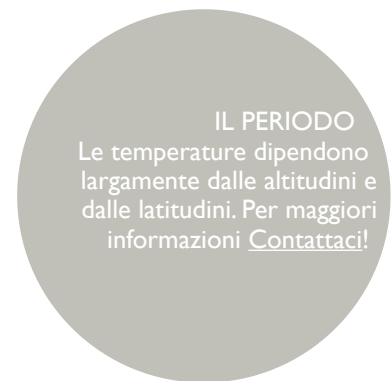 IL PERIODO
Le temperature dipendono
largamente dalle altitudini e
dalle latitudini. Per maggiori
informazioni Contattaci!